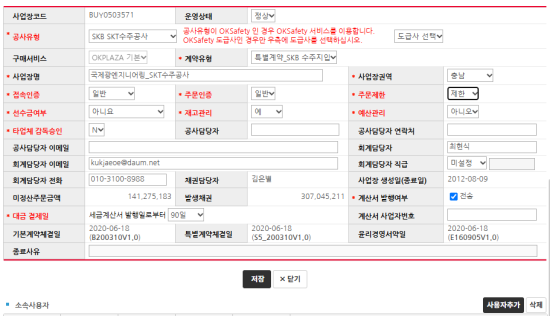 사업장코드 BUY0503571 운영상태 정상
* 공사유형 SKB SKT수주공사 공사유형이 OKSafety 인 경우 OKSafety 서비스를 이용합니다.
OKSafety 도급사인 경우만 우측에 도급사를 선택하십시오. 도급사 선택
구매서비스 OKPLAZA 기본 * 계약유형 특별계약_SKB 수주지입
* 사업장명 국제광엔지니어링_SKT수주공사 * 사업장권역 충남
* 접속인증 일반 * 주문인증 일반 * 주문제한 제한
* 선수금여부 아니요 * 재고관리 예 * 예산관리 아니오
* 타업체 감독승인 N 공사담당자 공사담당자 연락처
공사담당자 이메일 회계담당자 최현식
회계담당자 이메일 kukjaeoe@daum.net 회계담당자 직급 미설정
회계담당자 전화 010-3100-8988 채권담당자 김은별 사업장 생성일(종료일) 2012-08-09
미정산주문금액 141,275,183 발생채권 307,045,211 * 계산서 발행여부 전송
* 대금 결제일 세금계산서 발행일로부터 90일 계산서 사업자번호
기본계약체결일 2020-06-18
(B200310V1,0) 특별계약체결일 2020-06-18
(S5_200310V1,0) 윤리경영서약일 2020-06-18
(E160905V1,0)
종료사유
저장 × 닫기
소속사용자 사용자추가 삭제